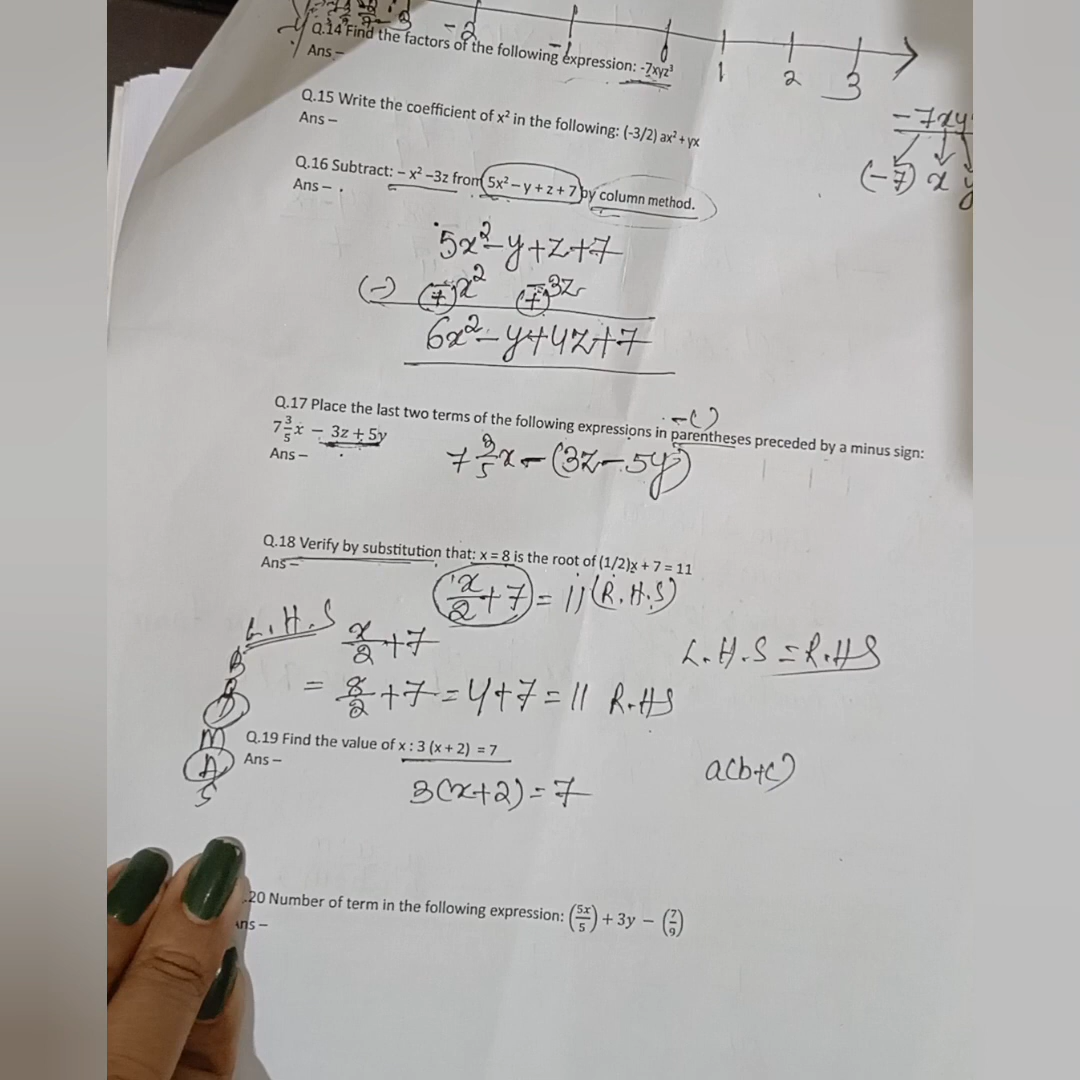 -2 -1 0 1 2 3
Q.14 Find the factors of the following expression: -7xyz³
Ans –
-7xy
(-7) x y
Q.15 Write the coefficient of x² in the following: (-3/2) ax² + yx
Ans –
Q.16 Subtract: – x² –3z from 5x² – y + z + 7 by column method.
Ans –
5x² - y + z + 7
(-) x² 3z
6x² - y + 4z + 7
Q.17 Place the last two terms of the following expressions in parentheses preceded by a minus sign:
-( )
7 3/5 x – 3z + 5y
Ans –
7 3/5 x - (3z - 5y)
Q.18 Verify by substitution that: x = 8 is the root of (1/2)x + 7 = 11
Ans –
x/2 + 7 = 11 (R.H.S)
L.H.S x/2 + 7
L.H.S = R.HS
= 8/2 + 7 = 4 + 7 = 11 R.HS
B
D
M
A
S
Q.19 Find the value of x : 3 (x + 2) = 7
Ans –
a(b+c)
3(x+2) = 7
.20 Number of term in the following expression: (5x/5) + 3y – (7/9)
Ans –